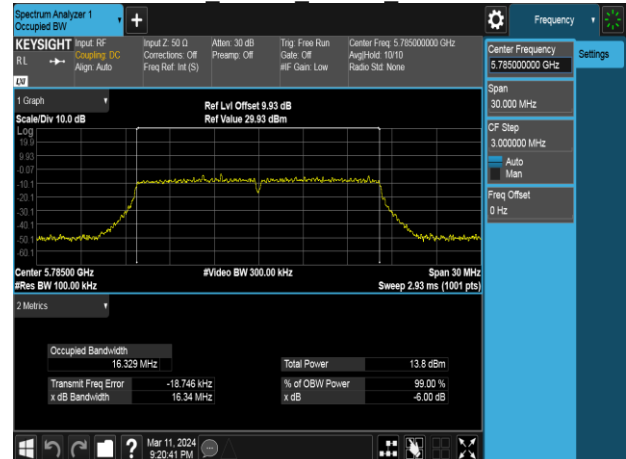 Spectrum Analyzer 1
Occupied BW
+
Frequency
KEYSIGHT
RL
LXI
Input: RF
Coupling: DC
Align: Auto
Input Z: 50 Ω
Corrections: Off
Freq Ref: Int (S)
Atten: 30 dB
Preamp: Off
Trig: Free Run
Gate: Off
#IF Gain: Low
Center Freq: 5.785000000 GHz
Avg|Hold: 10/10
Radio Std: None
Center Frequency
5.785000000 GHz
Settings
Span
30.000 MHz
CF Step
3.000000 MHz
Auto
Man
Freq Offset
0 Hz
1 Graph
Scale/Div 10.0 dB
Ref Lvl Offset 9.93 dB
Ref Value 29.93 dBm
Log
19.9
9.93
-0.07
-10.1
-20.1
-30.1
-40.1
-50.1
-60.1
Center 5.78500 GHz
#Video BW 300.00 kHz
Span 30 MHz
#Res BW 100.00 kHz
Sweep 2.93 ms (1001 pts)
2 Metrics
Occupied Bandwidth
16.329 MHz
Total Power 13.8 dBm
Transmit Freq Error -18.746 kHz
% of OBW Power 99.00 %
x dB Bandwidth 16.34 MHz
x dB -6.00 dB
?
Mar 11, 2024
9:20:41 PM